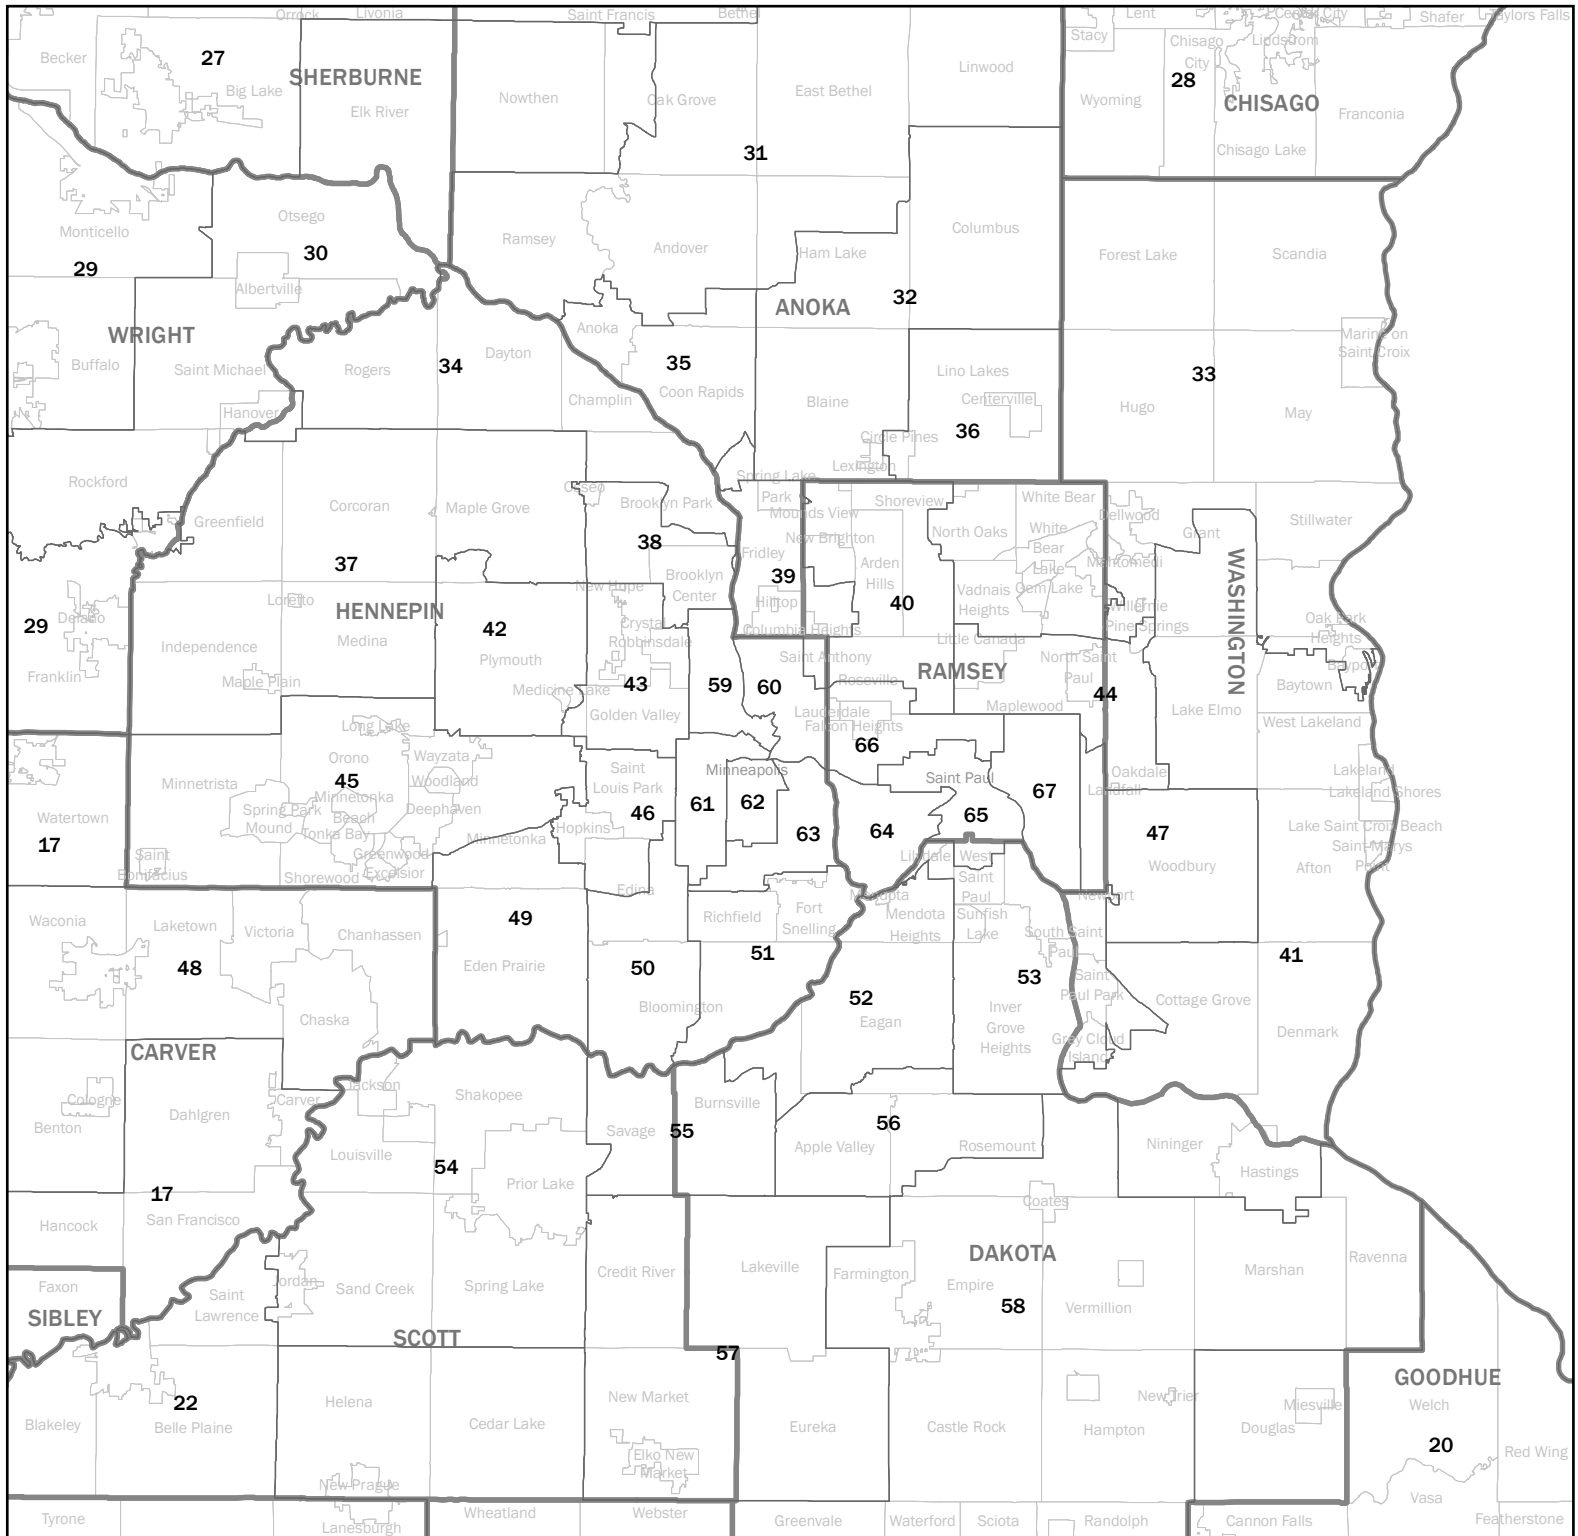 Orrock
Livonia
Saint Francis
Bethel
Lent
Center City
Shafer
Taylors Falls
Becker
27
SHERBURNE
Big Lake
Elk River
Nowthen
Oak Grove
East Bethel
Linwood
Stacy
Chisago
City
Lindstrom
28
Wyoming
CHISAGO
Franconia
31
Chisago Lake
Otsego
Monticello
30
29
Albertville
Ramsey
Andover
Ham Lake
Columbus
Forest Lake
Scandia
32
ANOKA
WRIGHT
Anoka
Marine on
Saint Croix
Buffalo
Saint Michael
Rogers
34
Dayton
35
Coon Rapids
Lino Lakes
33
Hanover
Champlin
Blaine
Centerville
Hugo
May
Circle Pines
36
Lexington
Rockford
Spring Lake
Park
Osseo
Brooklyn Park
Corcoran
Maple Grove
Greenfield
Mounds View
Shoreview
White Bear
Dellwood
Stillwater
New Brighton
North Oaks
White
Bear
Lake
Grant
38
Fridley
37
39
Arden
Hills
Mahtomedi
WASHINGTON
Brooklyn
Center
New Hope
Vadnais
Heights
Gem Lake
Loretto
HENNEPIN
Hilltop
40
Willernie
Pine Springs
29
Delano
42
Crystal
Robbinsdale
Columbia Heights
Little Canada
Oak Park
Heights
Independence
Medina
Plymouth
Saint Anthony
RAMSEY
North Saint
Paul
Bayport
Franklin
Maple Plain
Medicine Lake
43
59
60
Roseville
44
Baytown
Golden Valley
Lauderdale
Falcon Heights
Maplewood
Lake Elmo
West Lakeland
Long Lake
66
Orono
Wayzata
Minnetrista
45
Woodland
Saint
Louis Park
Minneapolis
Saint Paul
Oakdale
Landfall
Lakeland
Lakeland Shores
Minnetonka
Beach
Spring Park
Deephaven
67
Watertown
Mound
Tonka Bay
46
61
62
65
17
Minnetonka
Hopkins
63
64
47
Lake Saint Croix Beach
Greenwood
Saint Marys
Point
Saint
Bonifacius
Shorewood
Excelsior
Lilydale
West
Saint
Paul
Woodbury
Afton
Edina
Mendota
Newport
Waconia
Laketown
Victoria
Chanhassen
49
Richfield
Fort
Snelling
Mendota
Heights
Sunfish
Lake
South Saint
Paul
48
Eden Prairie
50
51
53
41
Saint
Paul Park
52
Bloomington
Eagan
Inver
Grove
Heights
Cottage Grove
Chaska
Grey Cloud
Island
Denmark
CARVER
Jackson
Cologne
Dahlgren
Carver
Shakopee
Burnsville
Benton
Savage
55
56
Louisville
54
Apple Valley
Rosemount
Nininger
Hastings
Prior Lake
17
San Francisco
Coates
Hancock
DAKOTA
Faxon
Jordan
Saint
Lawrence
Sand Creek
Spring Lake
Credit River
Lakeville
Farmington
Empire
58
Vermillion
Marshan
Ravenna
SIBLEY
SCOTT
57
GOODHUE
22
Helena
New Market
New Trier
Miesville
Welch
Blakeley
Belle Plaine
Cedar Lake
Eureka
Castle Rock
Hampton
Douglas
20
Elko New
Market
Red Wing
New Prague
Vasa
Tyrone
Lanesburgh
Wheatland
Webster
Greenvale
Waterford
Sciota
Randolph
Cannon Falls
Featherstone